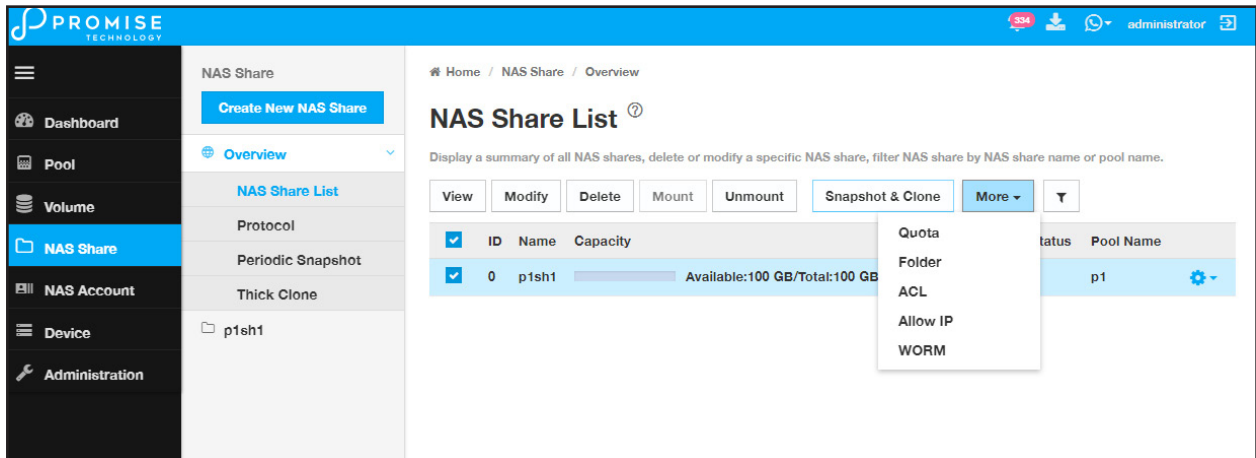 PROMISE
TECHNOLOGY
334
administrator
Dashboard
Pool
Volume
NAS Share
NAS Account
Device
Administration
NAS Share
Create New NAS Share
Overview
NAS Share List
Protocol
Periodic Snapshot
Thick Clone
p1sh1
Home / NAS Share / Overview
NAS Share List ?
Display a summary of all NAS shares, delete or modify a specific NAS share, filter NAS share by NAS share name or pool name.
View Modify Delete Mount Unmount Snapshot & Clone More
ID Name Capacity tatus Pool Name
0 p1sh1 Available:100 GB/Total:100 GB p1
Quota
Folder
ACL
Allow IP
WORM